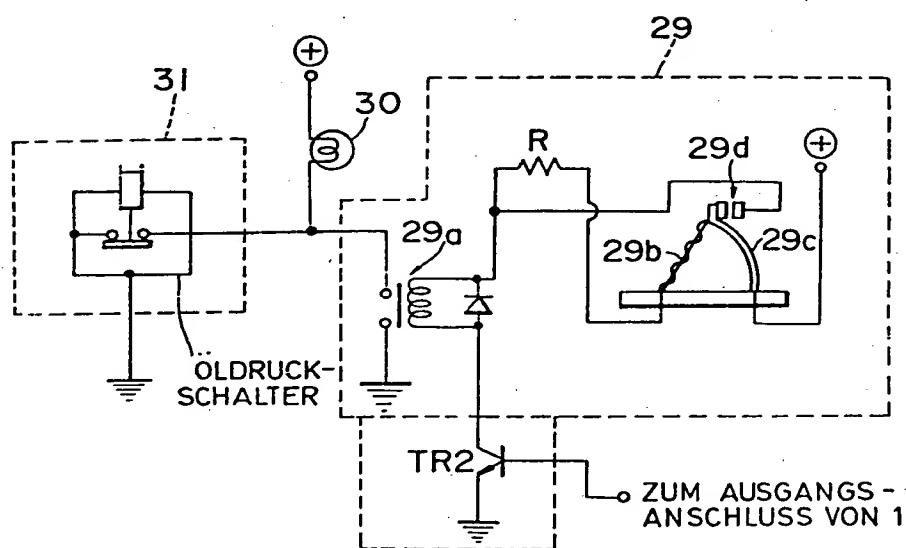 29
31
30
R
29d
29a
29b
29c
ÖLDRUCK-
SCHALTER
TR2
ZUM AUSGANGS-
ANSCHLUSS VON 1